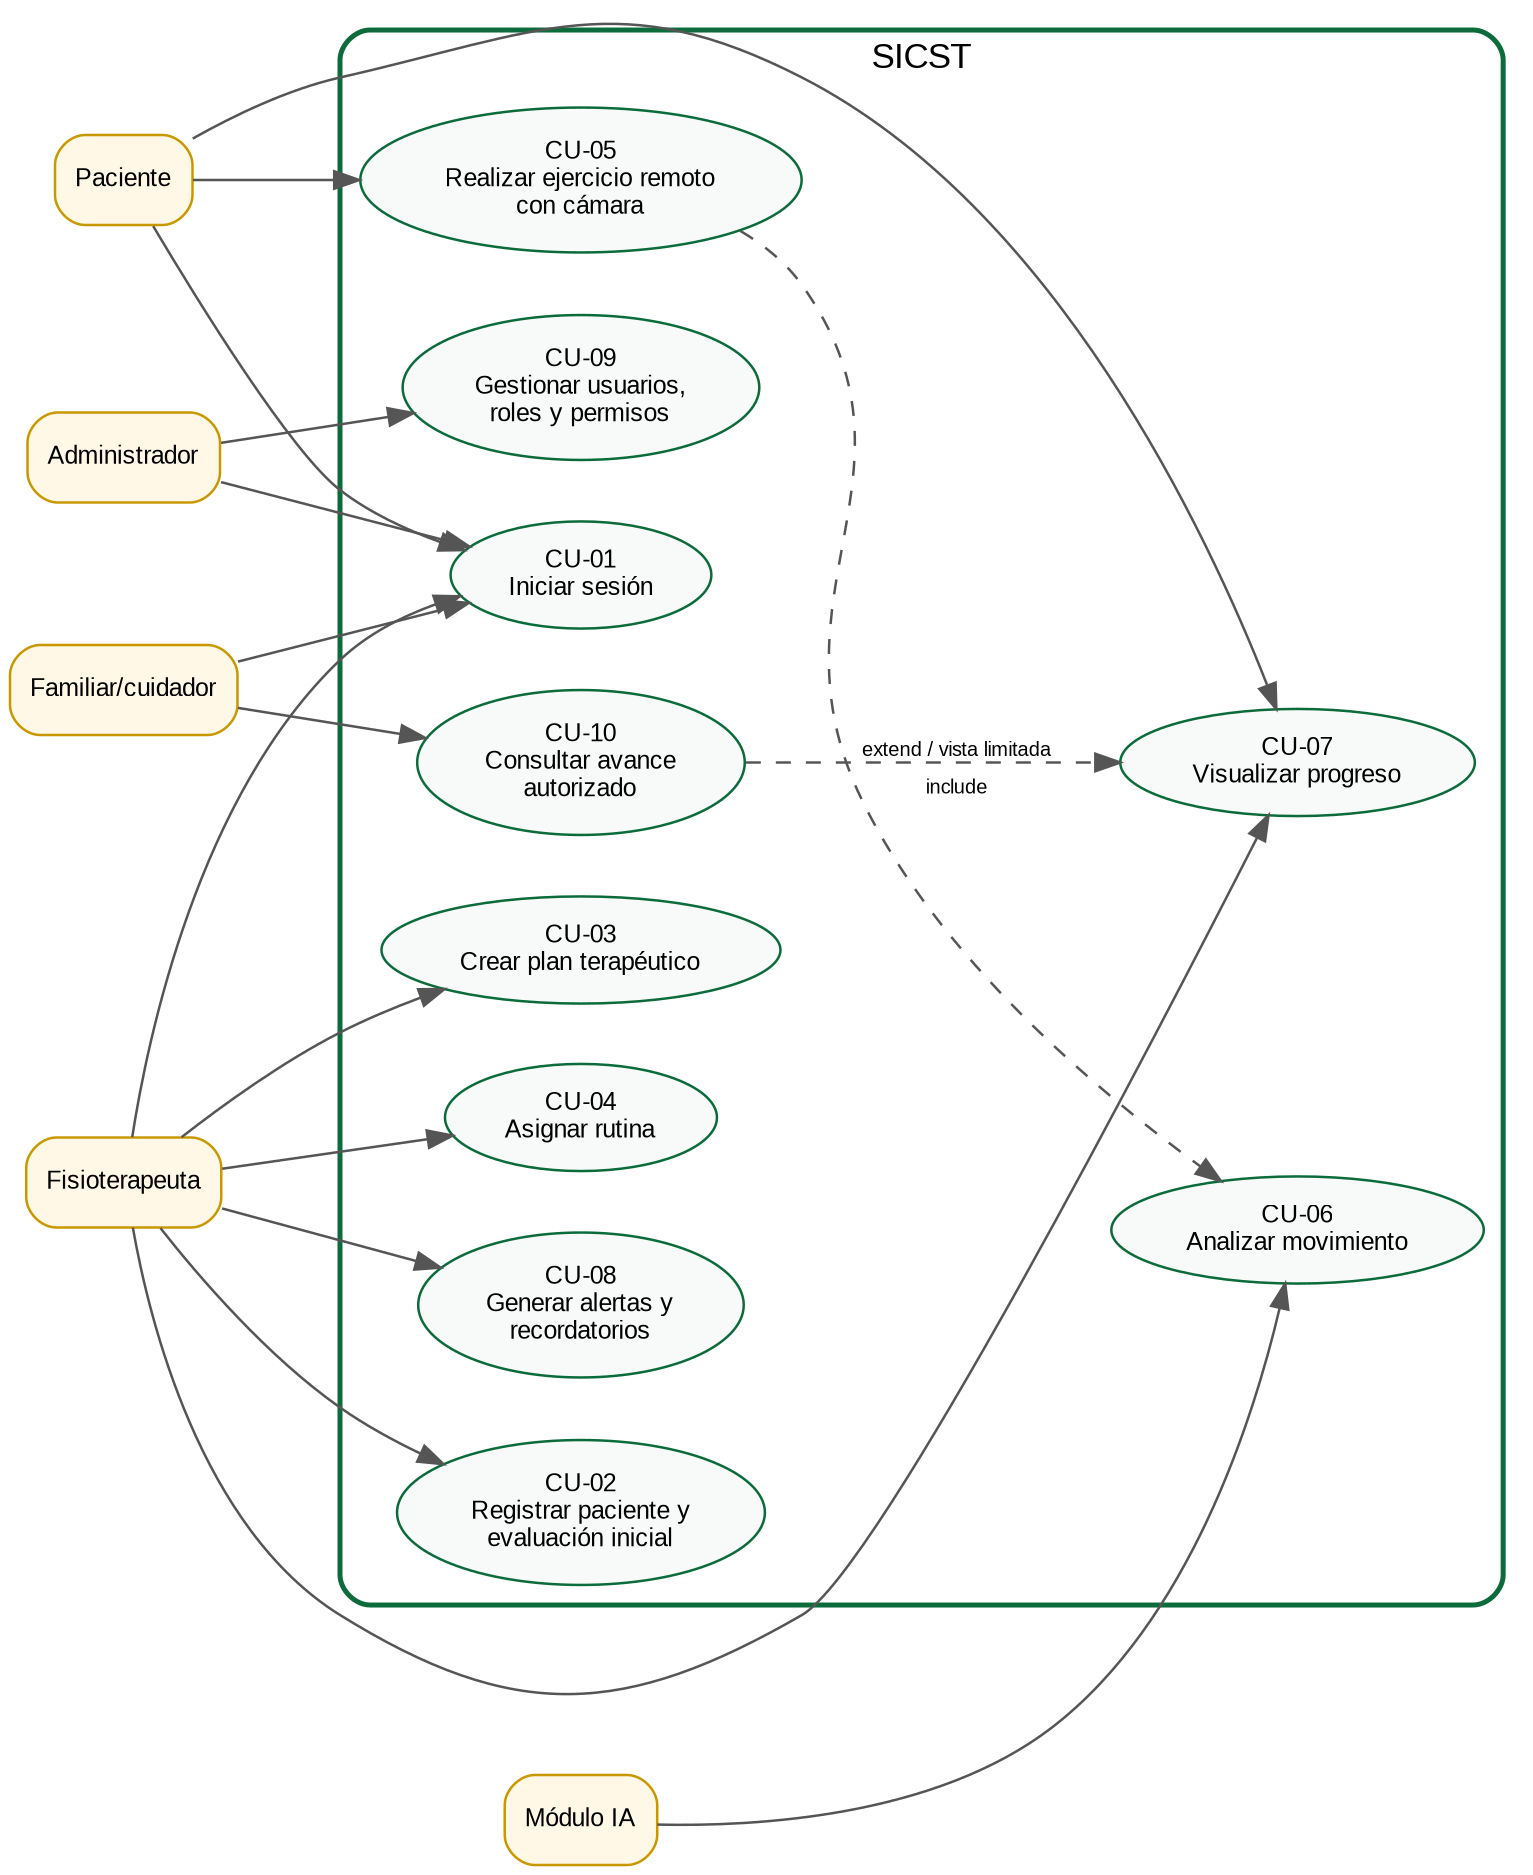 SICST
Paciente
CU-05
Realizar ejercicio remoto
con cámara
CU-09
Gestionar usuarios,
roles y permisos
Administrador
CU-01
Iniciar sesión
Familiar/cuidador
CU-10
Consultar avance
autorizado
extend / vista limitada
include
CU-07
Visualizar progreso
CU-03
Crear plan terapéutico
CU-04
Asignar rutina
Fisioterapeuta
CU-06
Analizar movimiento
CU-08
Generar alertas y
recordatorios
CU-02
Registrar paciente y
evaluación inicial
Módulo IA